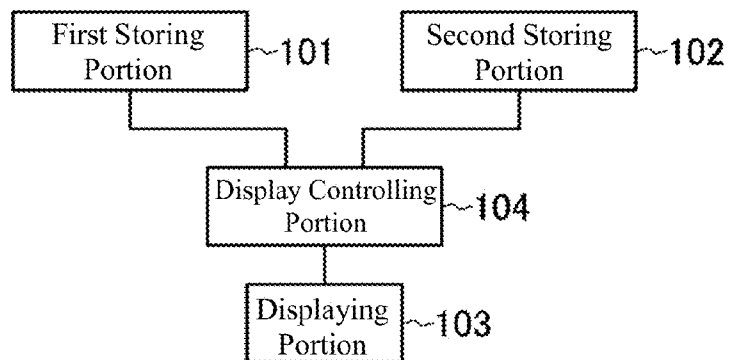 First Storing
Portion
101
Second Storing
Portion
102
Display Controlling
Portion
104
Displaying
Portion
103